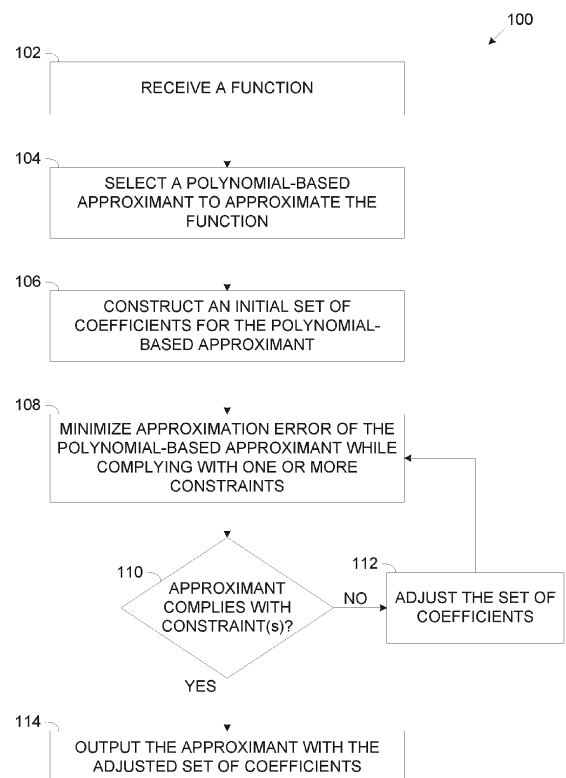 100
102
RECEIVE A FUNCTION
104
SELECT A POLYNOMIAL-BASED
APPROXIMANT TO APPROXIMATE THE
FUNCTION
106
CONSTRUCT AN INITIAL SET OF
COEFFICIENTS FOR THE POLYNOMIAL-
BASED APPROXIMANT
108
MINIMIZE APPROXIMATION ERROR OF THE
POLYNOMIAL-BASED APPROXIMANT WHILE
COMPLYING WITH ONE OR MORE
CONSTRAINTS
110
APPROXIMANT
COMPLIES WITH
CONSTRAINT(s)?
NO
112
ADJUST THE SET OF
COEFFICIENTS
YES
114
OUTPUT THE APPROXIMANT WITH THE
ADJUSTED SET OF COEFFICIENTS